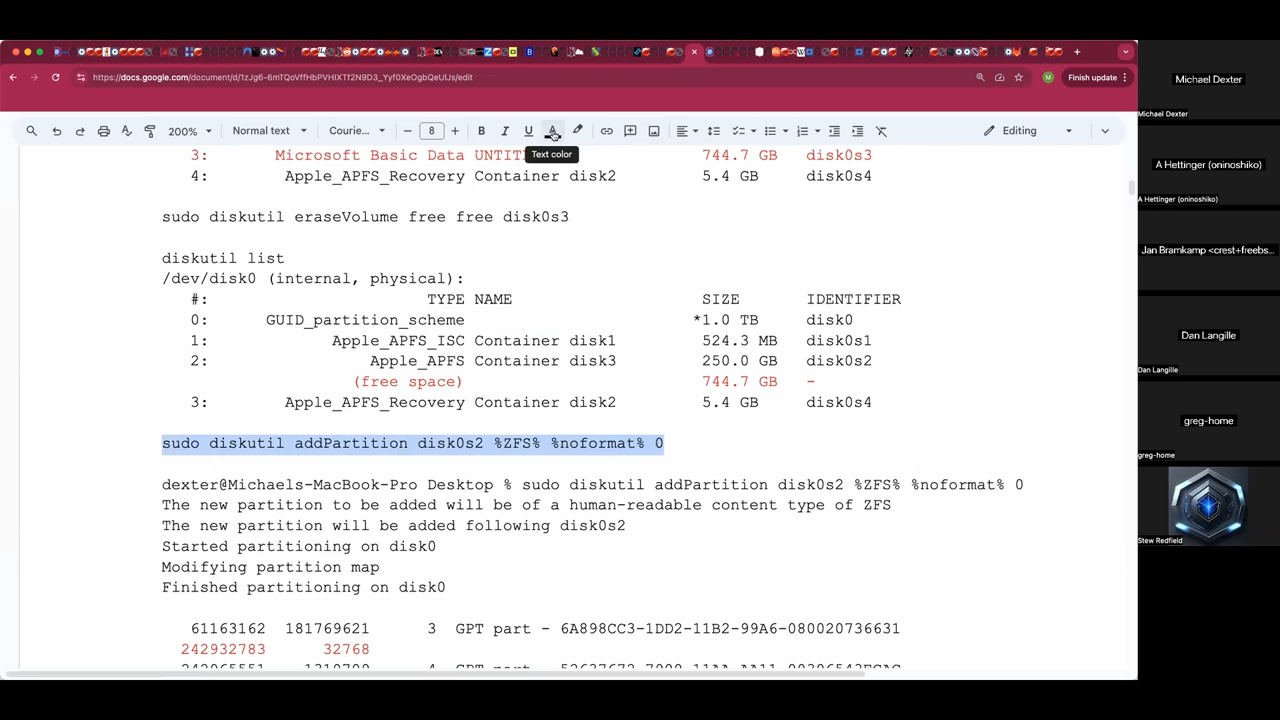 https://docs.google.com/document/d/1zJg6-6mTQoVffHbPVHIXTf2N9D3_Yyf0XeOgbQeUIJs/edit
M
Finish update
200%
Normal text
Courie...
8
Editing
Text color
3: Microsoft Basic Data UNTIT 744.7 GB disk0s3
4: Apple_APFS_Recovery Container disk2 5.4 GB disk0s4
sudo diskutil eraseVolume free free disk0s3
diskutil list
/dev/disk0 (internal, physical):
#: TYPE NAME SIZE IDENTIFIER
0: GUID_partition_scheme *1.0 TB disk0
1: Apple_APFS_ISC Container disk1 524.3 MB disk0s1
2: Apple_APFS Container disk3 250.0 GB disk0s2
(free space) 744.7 GB -
3: Apple_APFS_Recovery Container disk2 5.4 GB disk0s4
sudo diskutil addPartition disk0s2 %ZFS% %noformat% 0
dexter@Michaels-MacBook-Pro Desktop % sudo diskutil addPartition disk0s2 %ZFS% %noformat% 0
The new partition to be added will be of a human-readable content type of ZFS
The new partition will be added following disk0s2
Started partitioning on disk0
Modifying partition map
Finished partitioning on disk0
61163162 181769621 3 GPT part - 6A898CC3-1DD2-11B2-99A6-080020736631
242932783 32768
Michael Dexter
Michael Dexter
A Hettinger (oninoshiko)
A Hettinger (oninoshiko)
Jan Bramkamp <crest+freebs...
Dan Langille
Dan Langille
greg-home
greg-home
Stew Redfield